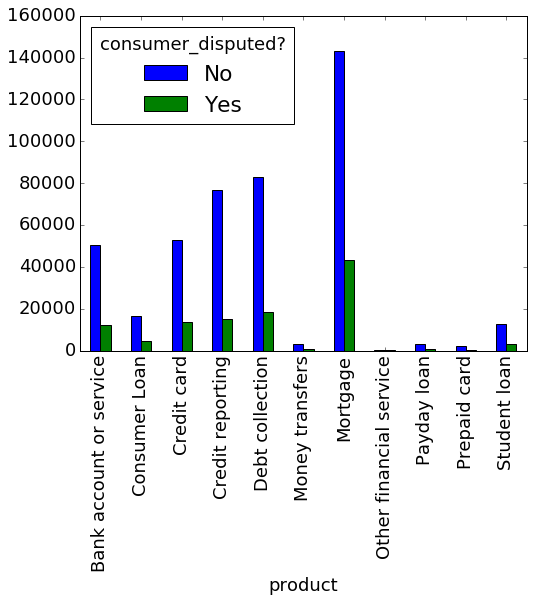 160000
140000
120000
100000
80000
60000
40000
20000
0
consumer_disputed?
No
Yes
Bank account or service
Consumer Loan
Credit card
Credit reporting
Debt collection
Money transfers
Mortgage
Other financial service
Payday loan
Prepaid card
Student loan
product